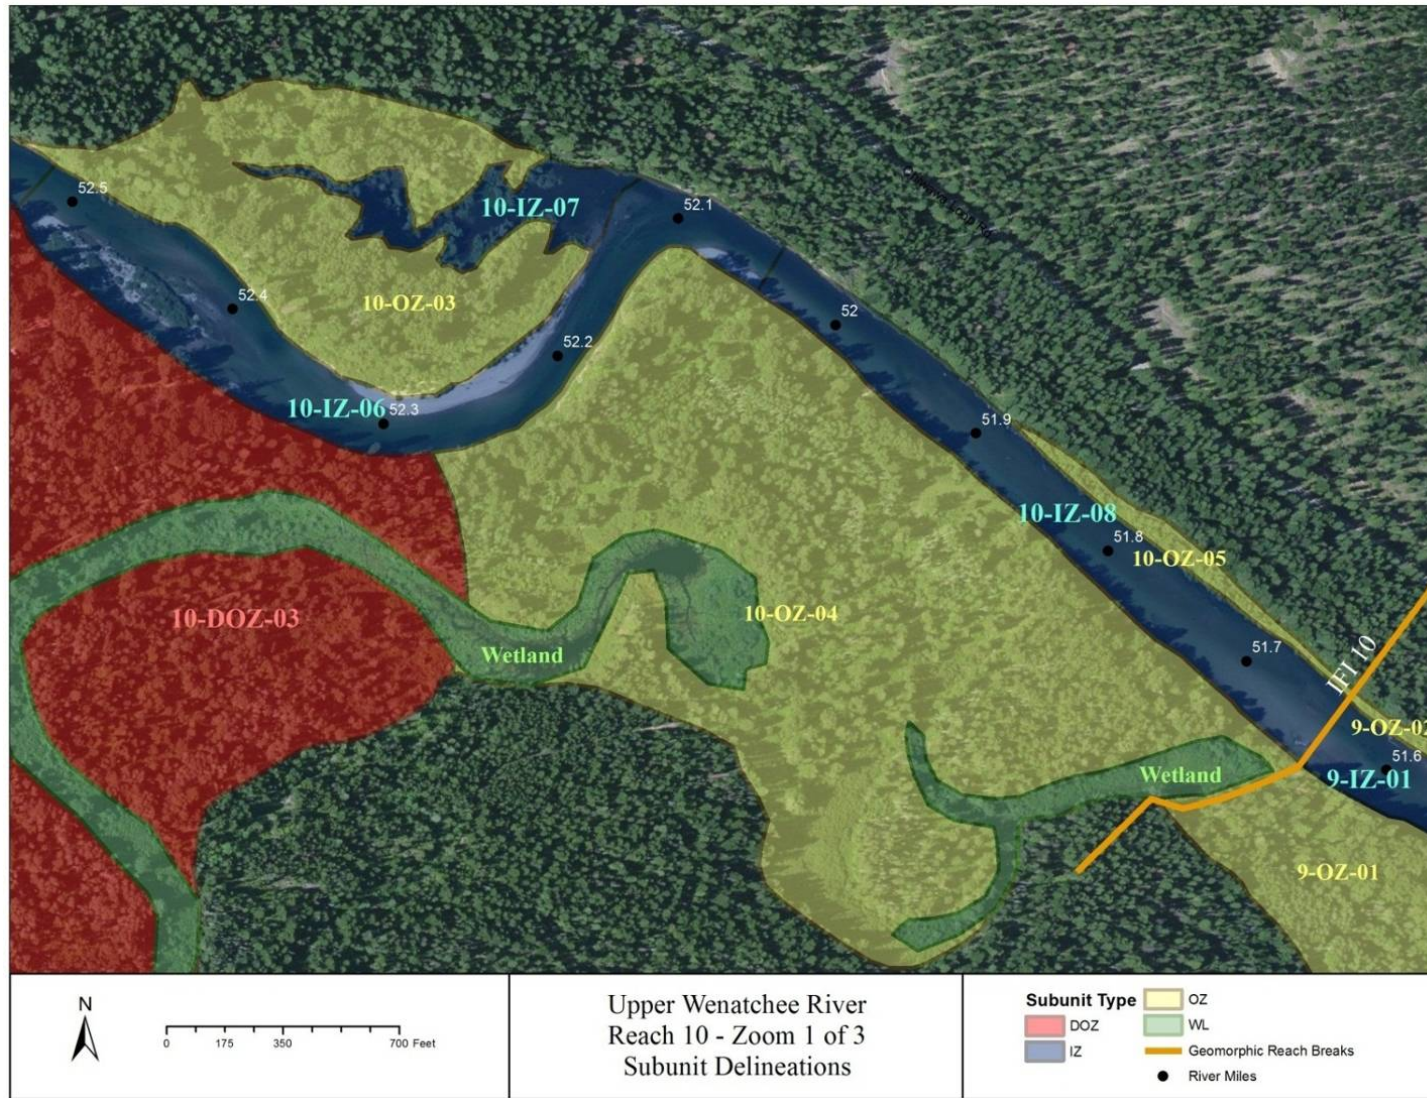 52.5
52.1
10-IZ-07
52.4
10-OZ-03
52
52.2
10-IZ-06
52.3
51.9
10-IZ-08
51.8
10-OZ-05
10-DOZ-03
10-OZ-04
Wetland
51.7
IFI 10
9-OZ-02
51.6
Wetland
9-IZ-01
9-OZ-01
N
0 175 350 700 Feet
Upper Wenatchee River
Reach 10 - Zoom 1 of 3
Subunit Delineations
Subunit Type
DOZ
IZ
OZ
WL
Geomorphic Reach Breaks
River Miles